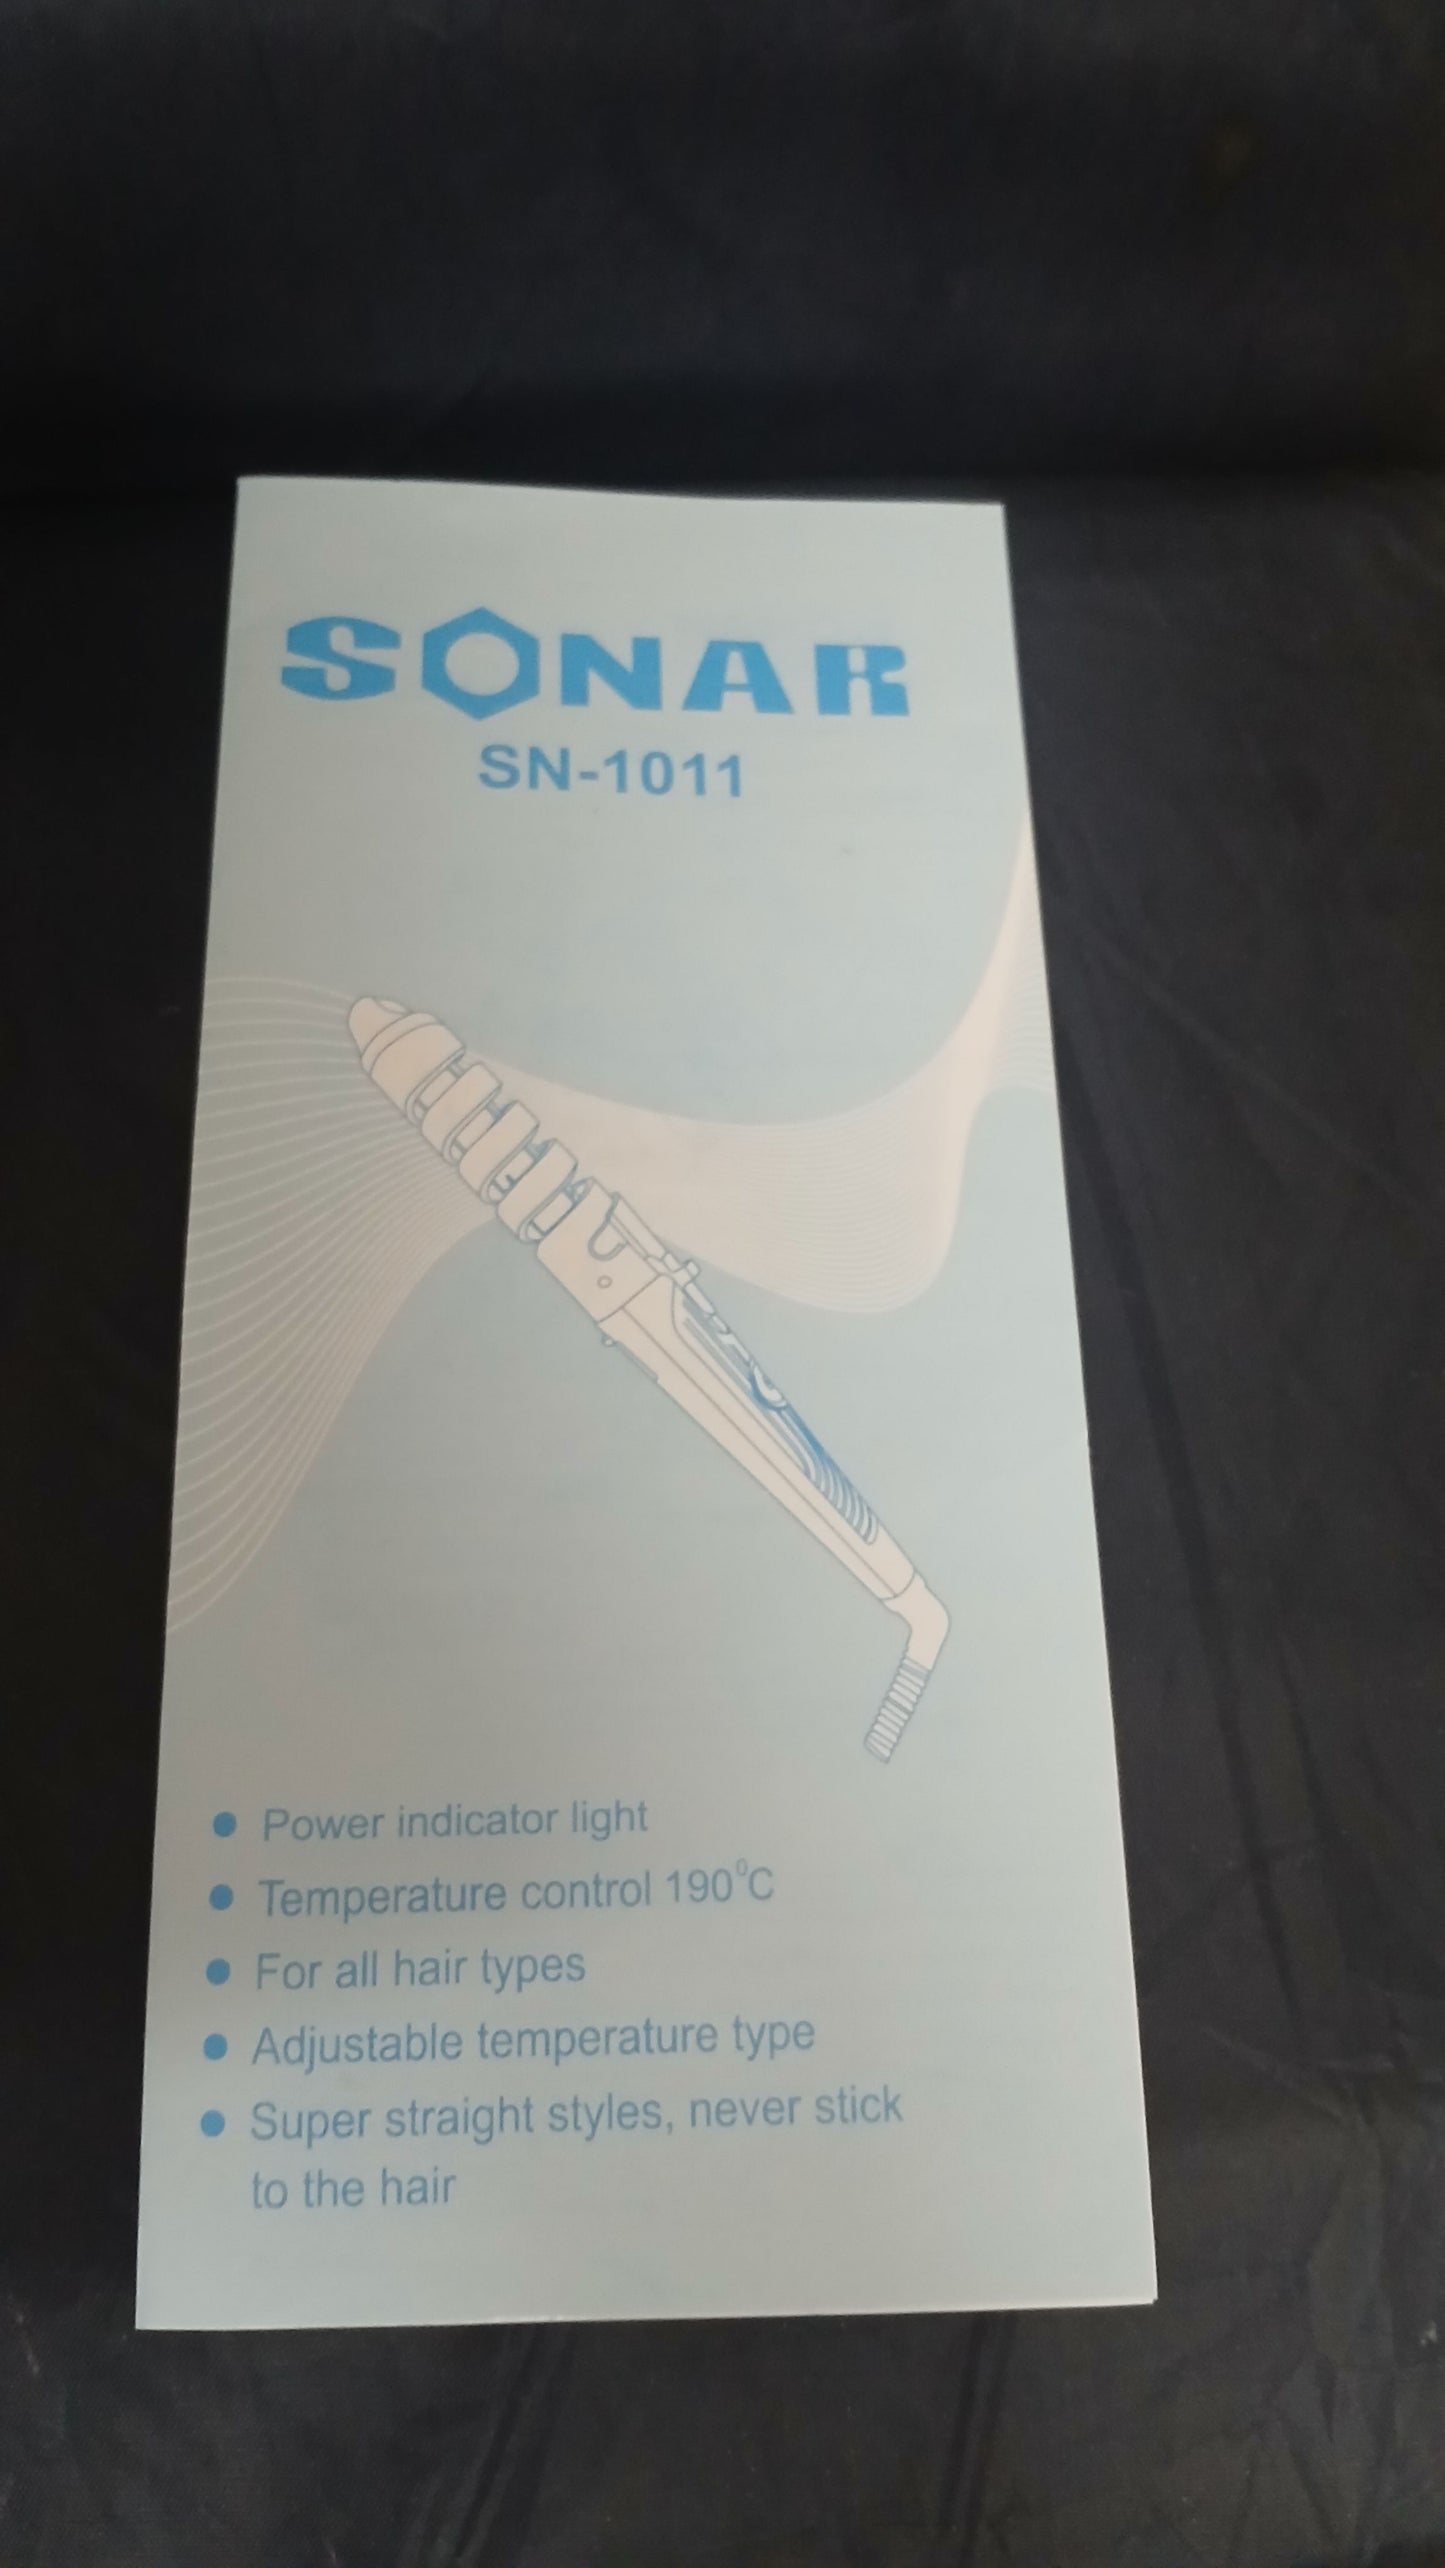 SONAR
SN-1011
Power indicator light
Temperature control 190⁰C
For all hair types
Adjustable temperature type
Super straight styles, never stick
to the hair